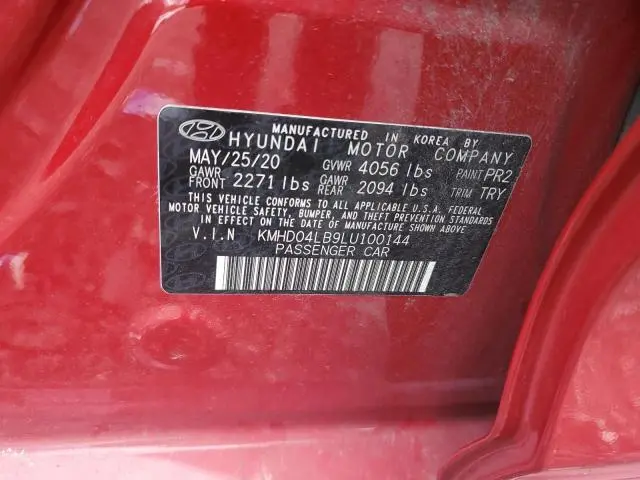 MANUFACTURED IN KOREA BY
HYUNDAI MOTOR COMPANY
MAY/25/20 GVWR 4056 lbs PAINT PR2
GAWR FRONT 2271 lbs GAWR REAR 2094 lbs TRIM TRY
THIS VEHICLE CONFORMS TO ALL APPLICABLE U.S.A. FEDERAL
MOTOR VEHICLE SAFETY, BUMPER, AND THEFT PREVENTION STANDARDS
IN EFFECT ON THE DATE OF MANUFACTURE SHOWN ABOVE.
V.I.N KMHD04LB9LU100144
PASSENGER CAR